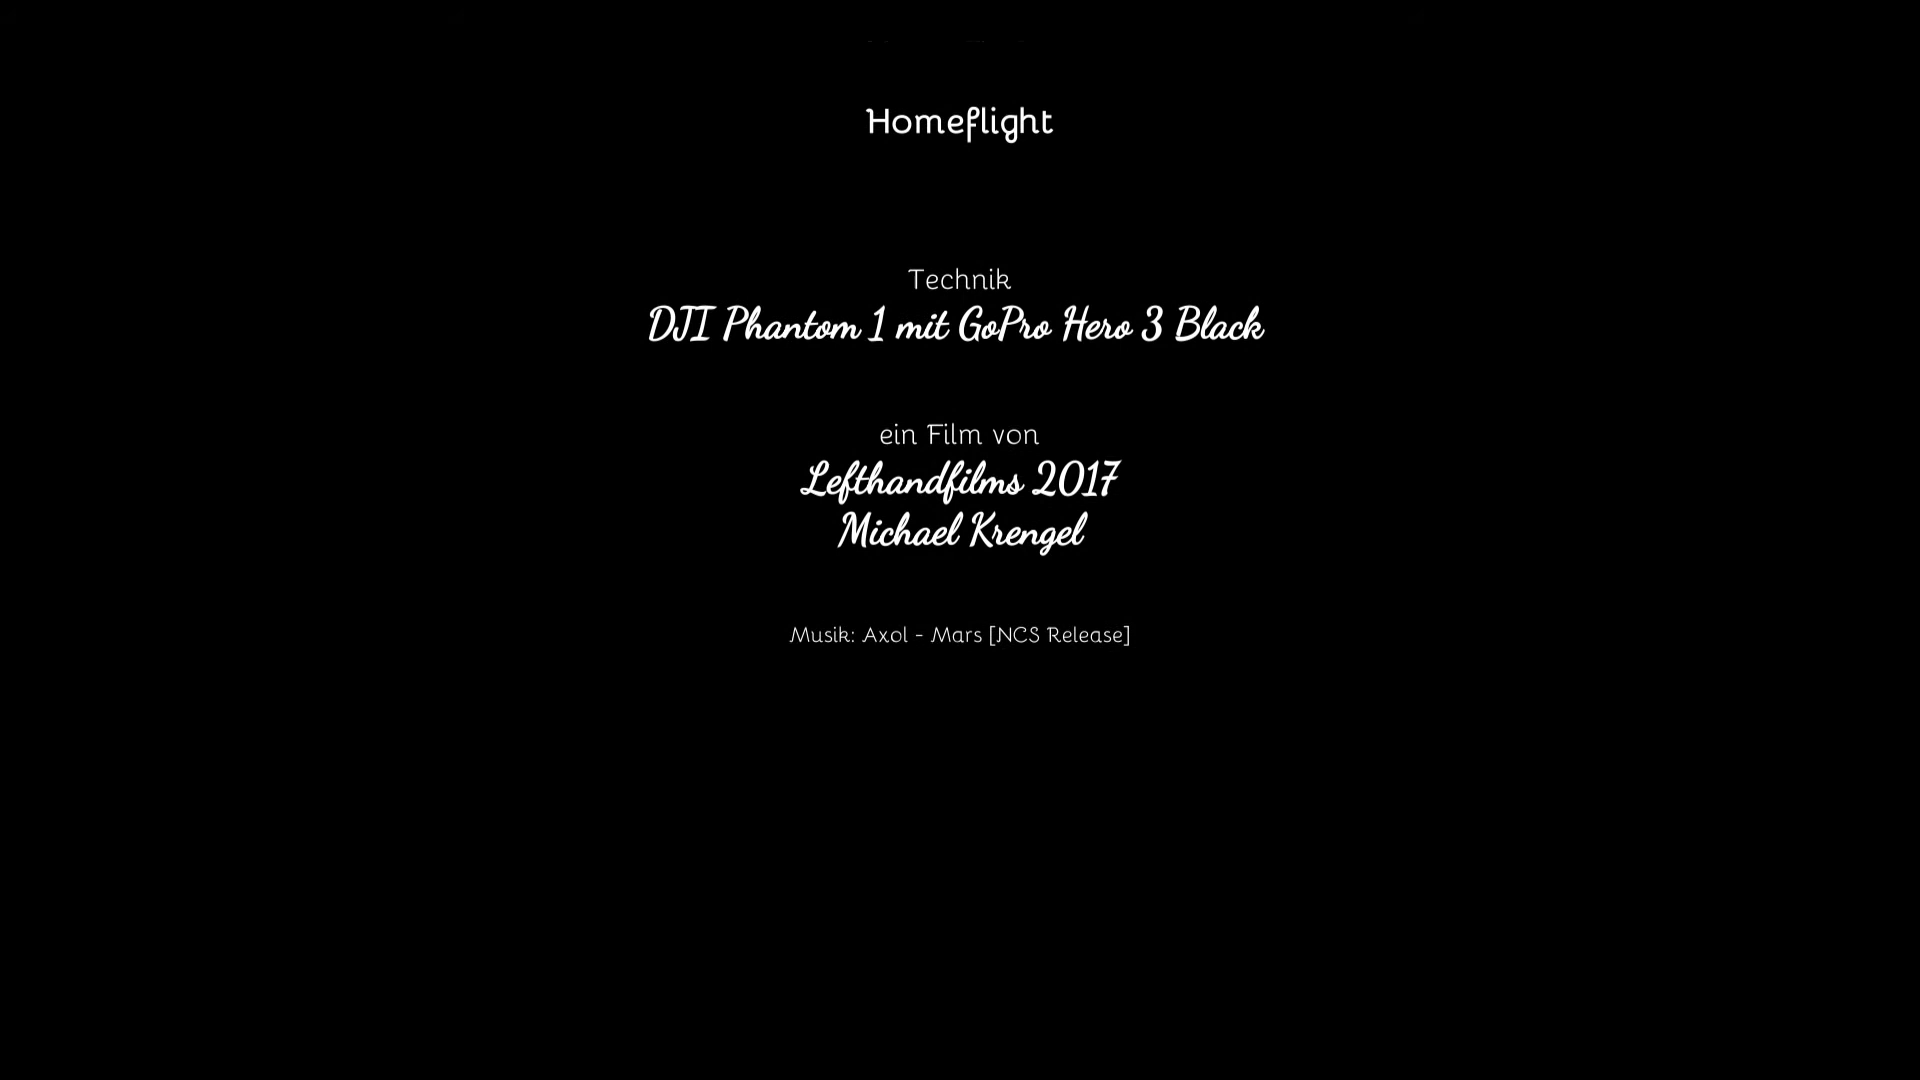 Homeflight
Technik
DJI Phantom 1 mit GoPro Hero 3 Black
ein Film von
Lefthandfilms 2017
Michael Krengel
Musik: Axol - Mars [NCS Release]